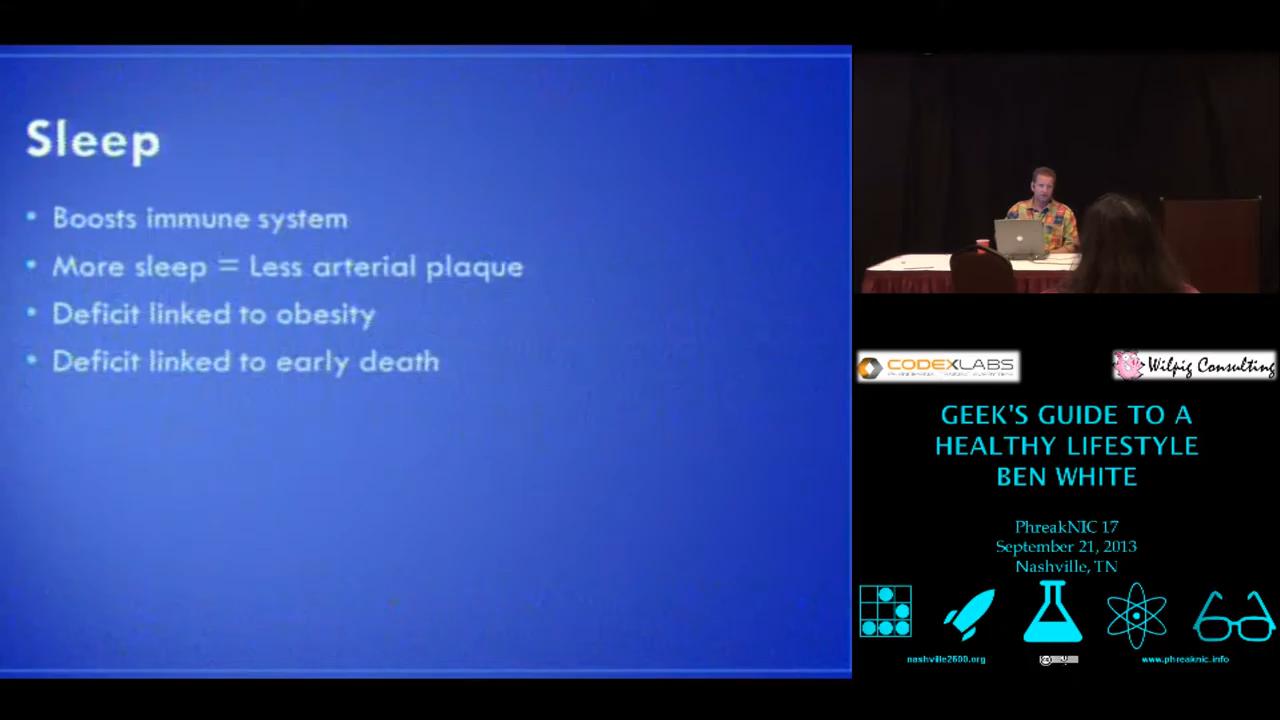 Sleep
• Boosts immune system
• More sleep = Less arterial plaque
• Deficit linked to obesity
• Deficit linked to early death
CODEXLABS
Wilpig Consulting
GEEK'S GUIDE TO A
HEALTHY LIFESTYLE
BEN WHITE
PhreakNIC 17
September 21, 2013
Nashville, TN
nashville2600.org
www.phreaknic.info